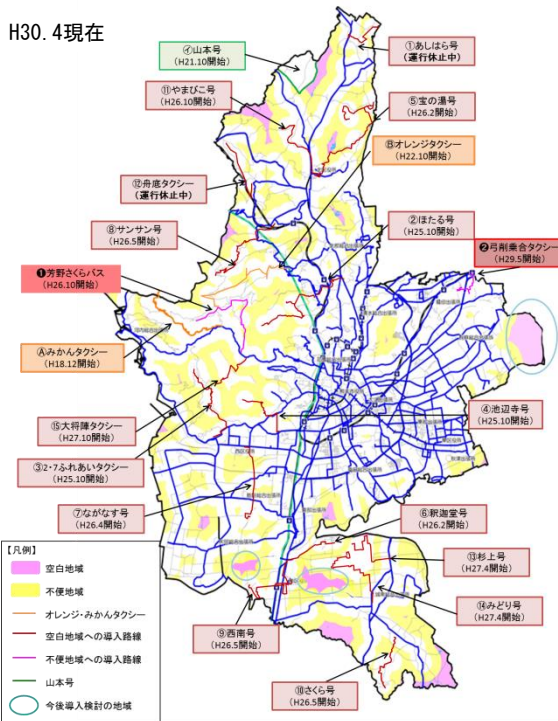 H30.4現在
㋑山本号
(H21.10開始)
①あしはら号
(運行休止中)
⑪やまびこ号
(H26.10開始)
⑤宝の湯号
(H26.2開始)
Ⓑオレンジタクシー
(H22.10開始)
⑫舟底タクシー
(運行休止中)
⑧サンサン号
(H26.5開始)
②ほたる号
(H25.10開始)
❷弓削乗合タクシー
(H29.5開始)
❶芳野さくらバス
(H26.10開始)
Ⓐみかんタクシー
(H18.12開始)
⑮大将陣タクシー
(H27.10開始)
④池辺寺号
(H25.10開始)
③2・7ふれあいタクシー
(H25.10開始)
⑦ながなす号
(H26.4開始)
⑥釈迦堂号
(H26.2開始)
⑬杉上号
(H27.4開始)
⑭みどり号
(H27.4開始)
⑨西南号
(H26.5開始)
⑩さくら号
(H26.5開始)
【凡例】
空白地域
不便地域
オレンジ・みかんタクシー
空白地域への導入路線
不便地域への導入路線
山本号
今後導入検討の地域